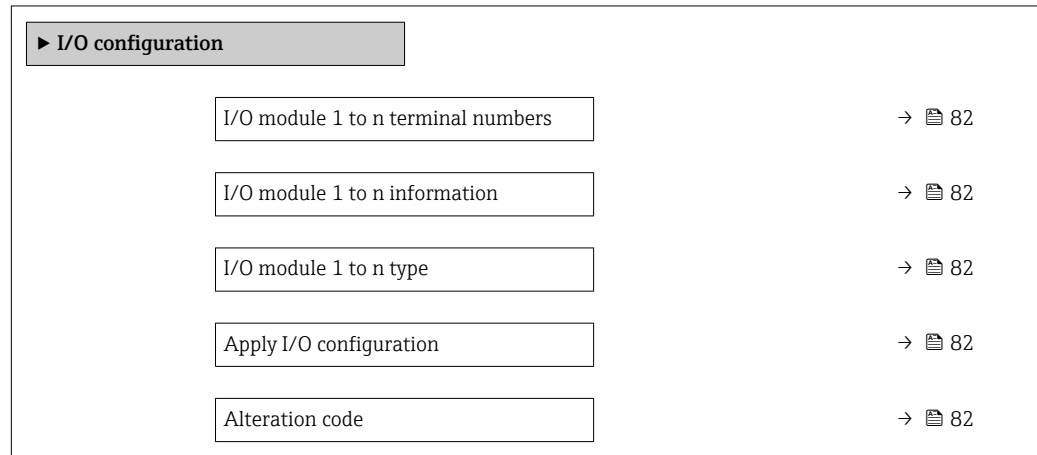 ► I/O configuration
I/O module 1 to n terminal numbers → 82
I/O module 1 to n information → 82
I/O module 1 to n type → 82
Apply I/O configuration → 82
Alteration code → 82